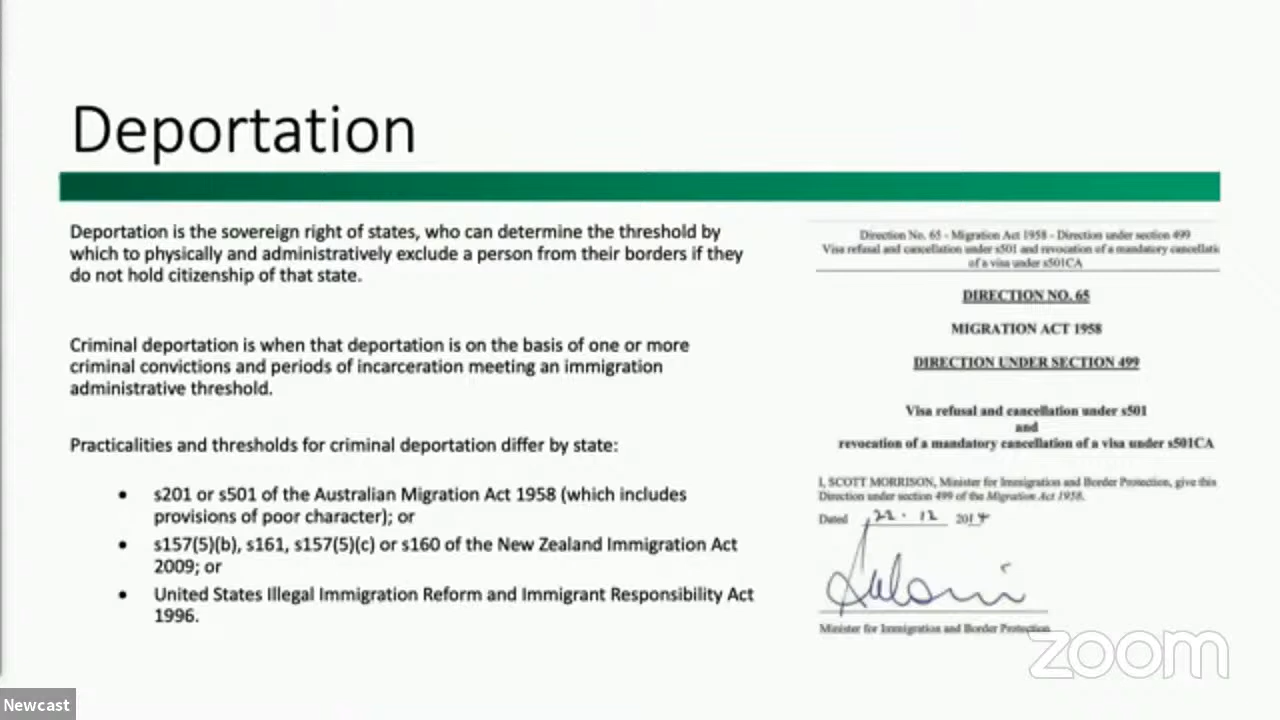 Deportation
Deportation is the sovereign right of states, who can determine the threshold by
which to physically and administratively exclude a person from their borders if they
do not hold citizenship of that state.
Criminal deportation is when that deportation is on the basis of one or more
criminal convictions and periods of incarceration meeting an immigration
administrative threshold.
Practicalities and thresholds for criminal deportation differ by state:
• s201 or s501 of the Australian Migration Act 1958 (which includes
provisions of poor character); or
• s157(5)(b), s161, s157(5)(c) or s160 of the New Zealand Immigration Act
2009; or
• United States Illegal Immigration Reform and Immigrant Responsibility Act
1996.
Direction No. 65 - Migration Act 1958 - Direction under section 499
Visa refusal and cancellation under s501 and revocation of a mandatory cancellati
of a visa under s501CA
DIRECTION NO. 65
MIGRATION ACT 1958
DIRECTION UNDER SECTION 499
Visa refusal and cancellation under s501
and
revocation of a mandatory cancellation of a visa under s501CA
I, SCOTT MORRISON, Minister for Immigration and Border Protection, give this
Direction under section 499 of the Migration Act 1958.
Dated 22 . 12 2014
Minister for Immigration and Border Protection
zoom
Newcast